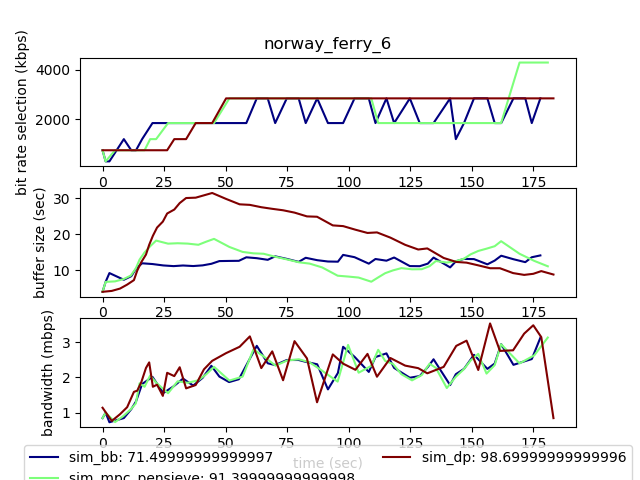 norway_ferry_6
bit rate selection (kbps)
4000
2000
0 25 50 75 100 125 150 175
buffer size (sec)
30
20
10
0 25 50 75 100 125 150 175
bandwidth (mbps)
3
2
1
0 25 50 75 100 125 150 175
time (sec)
sim_bb: 71.49999999999997
sim_mpc_pensieve: 91.39999999999998
sim_dp: 98.69999999999996